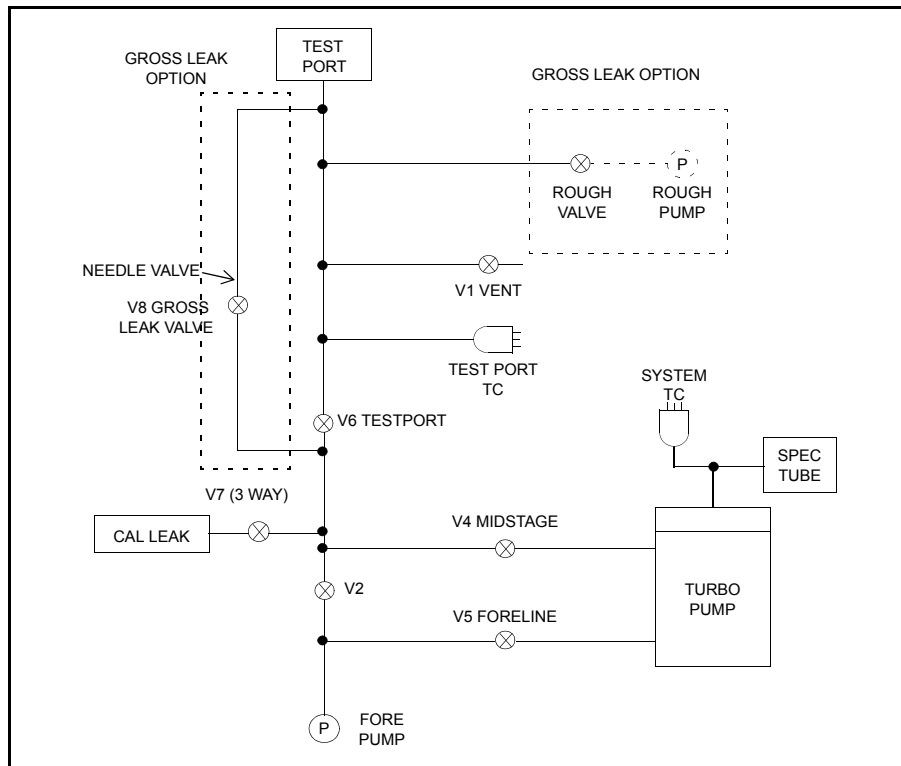 TEST
PORT
GROSS LEAK
OPTION
GROSS LEAK OPTION
P
ROUGH
VALVE
ROUGH
PUMP
NEEDLE VALVE
V1 VENT
V8 GROSS
LEAK VALVE
TEST PORT
TC
SYSTEM
TC
V6 TESTPORT
SPEC
TUBE
V7 (3 WAY)
CAL LEAK
V4 MIDSTAGE
V2
TURBO
PUMP
V5 FORELINE
P
FORE
PUMP